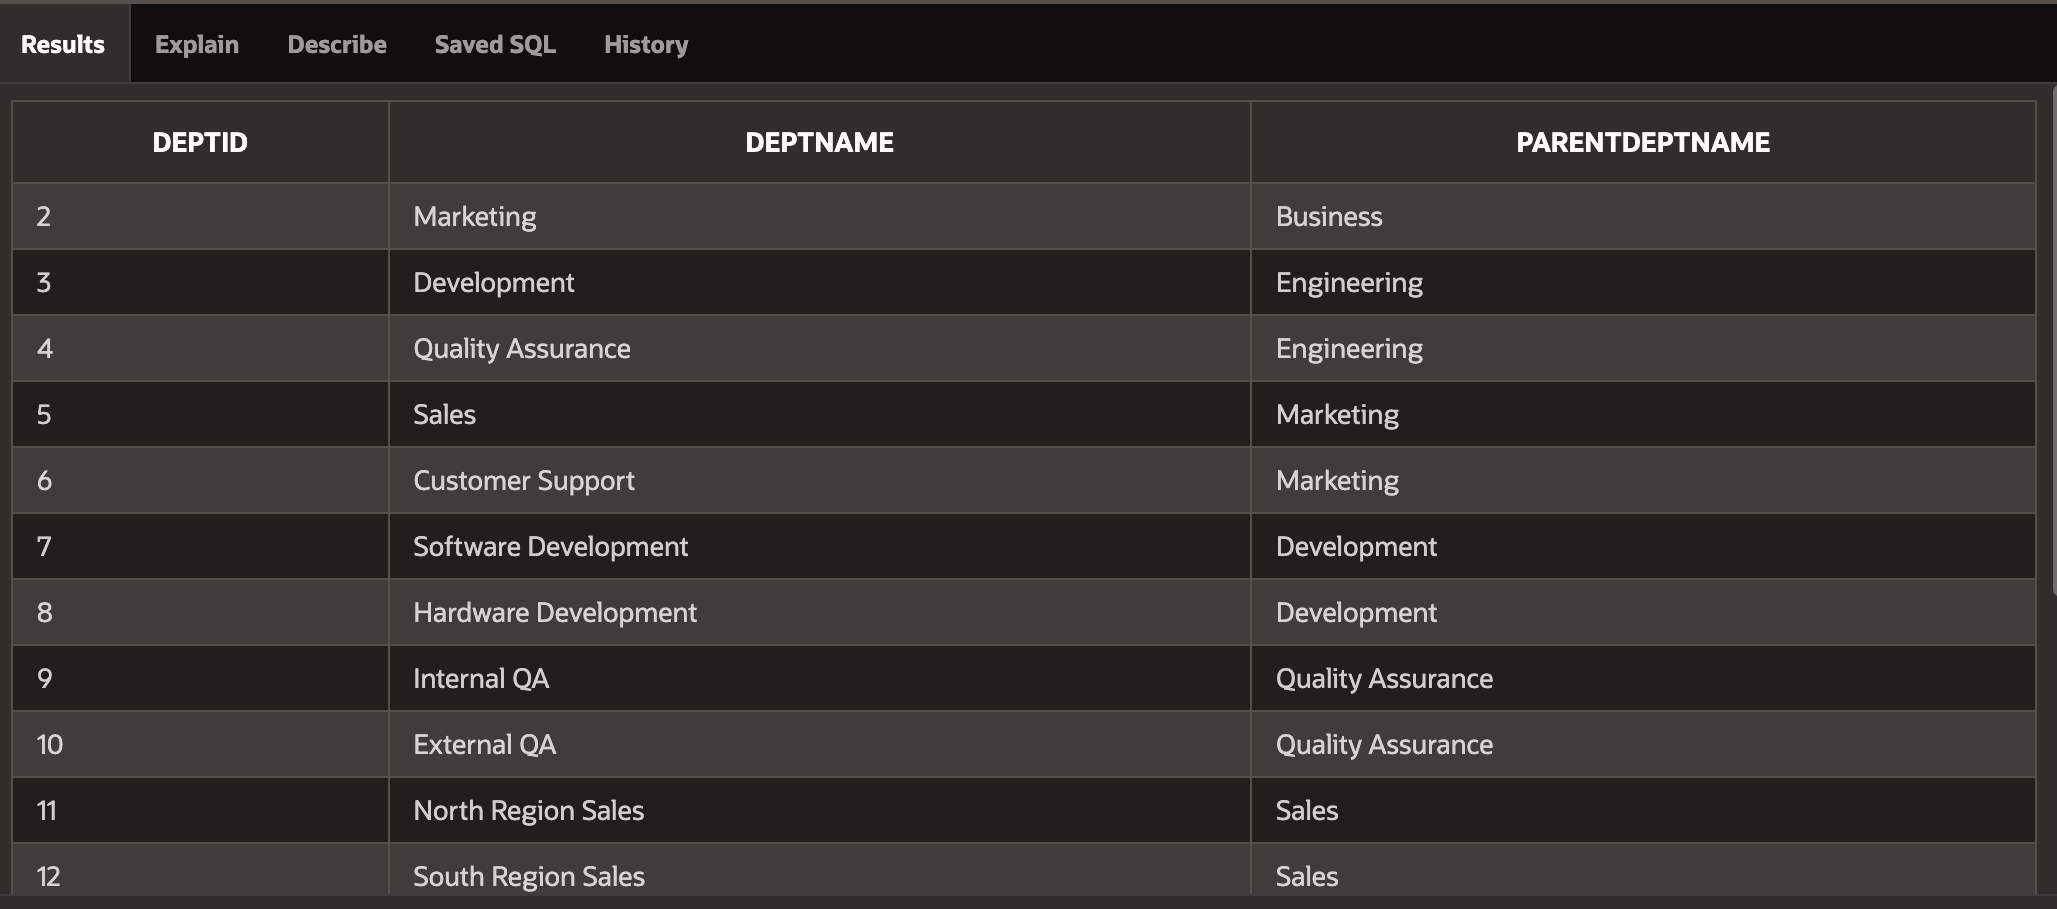 Results Explain Describe Saved SQL History
DEPTID DEPTNAME PARENTDEPTNAME
2 Marketing Business
3 Development Engineering
4 Quality Assurance Engineering
5 Sales Marketing
6 Customer Support Marketing
7 Software Development Development
8 Hardware Development Development
9 Internal QA Quality Assurance
10 External QA Quality Assurance
11 North Region Sales Sales
12 South Region Sales Sales